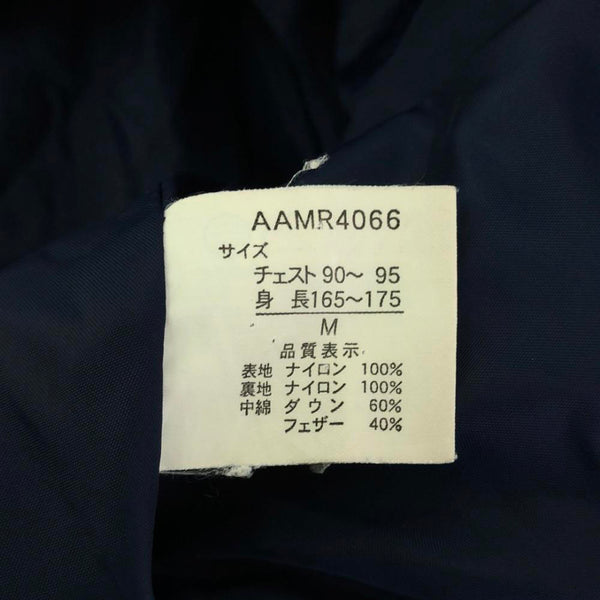 AAMR4066
サイズ
チェスト 90〜 95
身 長165〜175
M
品質表示
表地 ナイロン 100%
裏地 ナイロン 100%
中綿 ダウン 60%
フェザー 40%